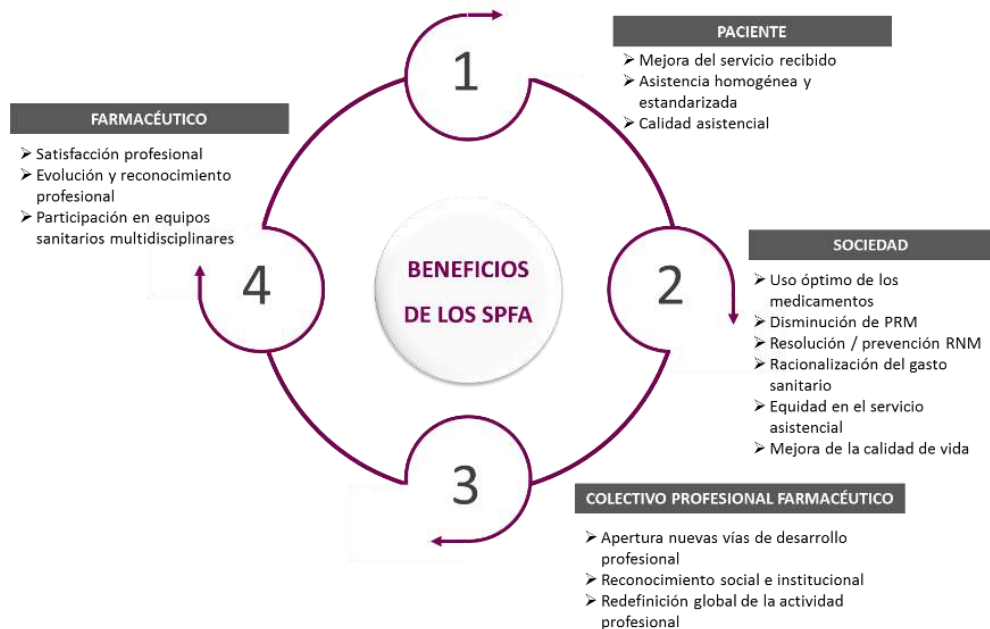 BENEFICIOS
DE LOS SPFA
1
PACIENTE
➢ Mejora del servicio recibido
➢ Asistencia homogénea y
estandarizada
➢ Calidad asistencial
2
SOCIEDAD
➢ Uso óptimo de los
medicamentos
➢ Disminución de PRM
➢ Resolución / prevención RNM
➢ Racionalización del gasto
sanitario
➢ Equidad en el servicio
asistencial
➢ Mejora de la calidad de vida
3
COLECTIVO PROFESIONAL FARMACÉUTICO
➢ Apertura nuevas vías de desarrollo
profesional
➢ Reconocimiento social e institucional
➢ Redefinición global de la actividad
profesional
4
FARMACÉUTICO
➢ Satisfacción profesional
➢ Evolución y reconocimiento
profesional
➢ Participación en equipos
sanitarios multidisciplinares